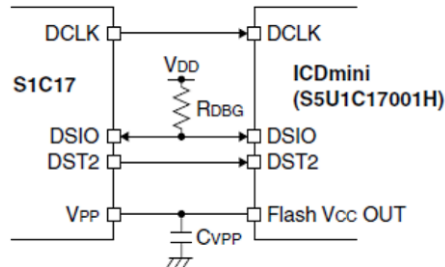 DCLK
DCLK
VDD
ICDmini
S1C17
(S5U1C17001H)
RDBG
DSIO
DSIO
DST2
DST2
VPP
Flash VCC OUT
CVPP